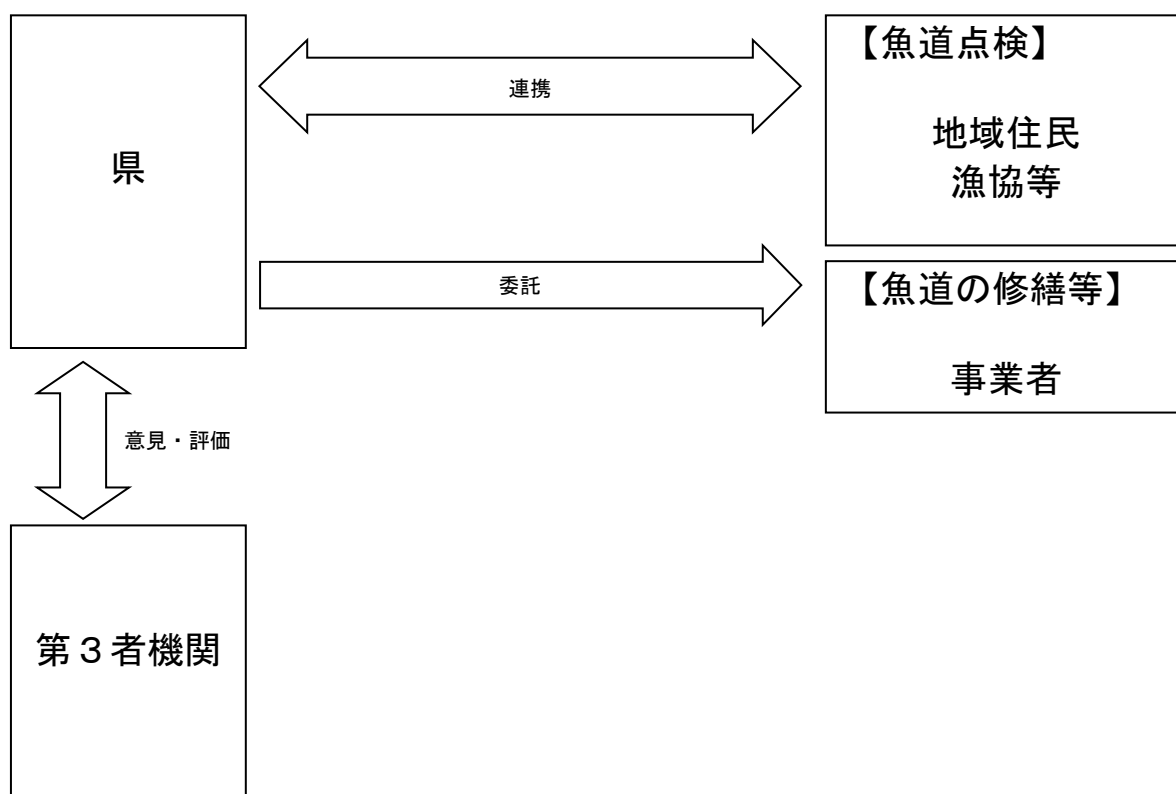 県
連携
【魚道点検】
地域住民
漁協等
委託
【魚道の修繕等】
事業者
意見・評価
第３者機関